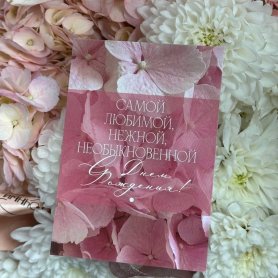 САМОЙ
ЛЮБИМОЙ,
НЕЖНОЙ,
НЕОБЫКНОВЕННОЙ
С Днем
Рождения!